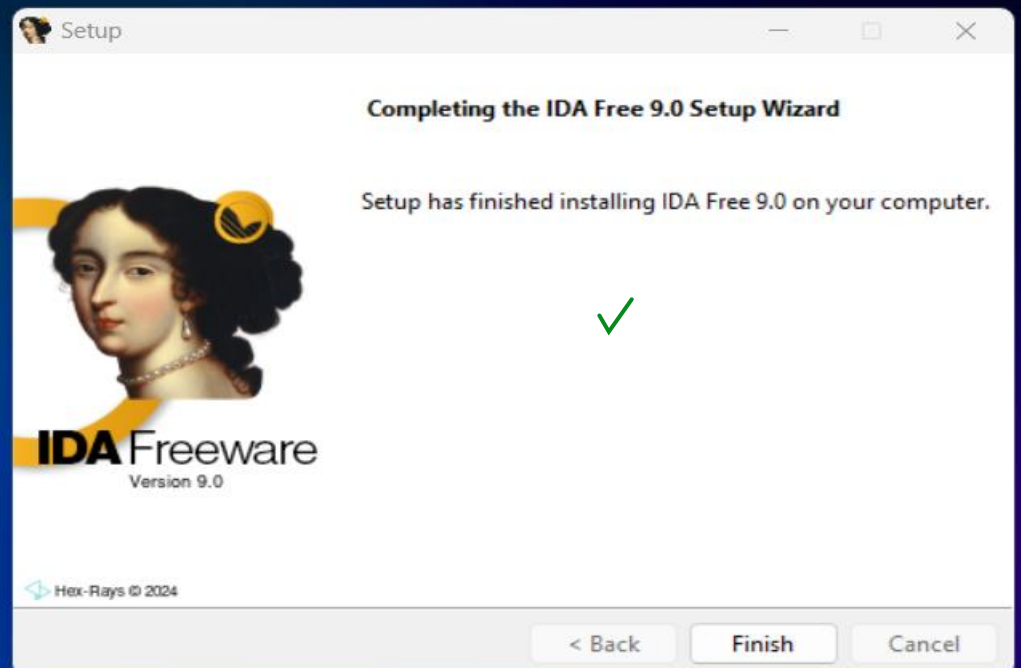 Setup
Completing the IDA Free 9.0 Setup Wizard
Setup has finished installing IDA Free 9.0 on your computer.
IDA Freeware
Version 9.0
Hex-Rays © 2024
< Back
Finish
Cancel